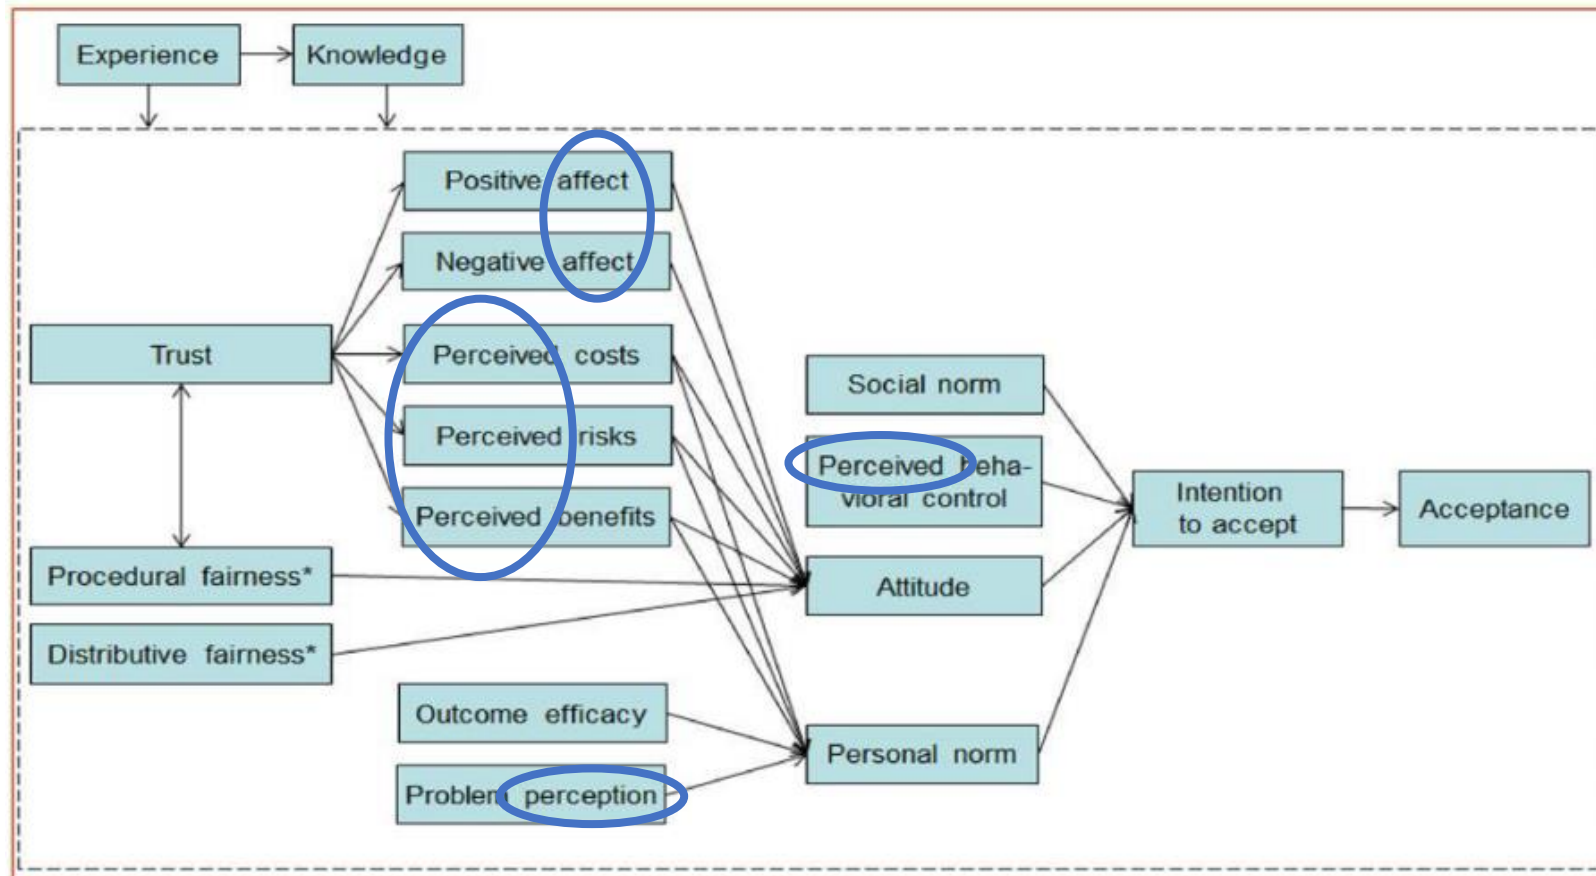 Experience
Knowledge
Positive affect
Negative affect
Trust
Perceived costs
Perceived risks
Perceived benefits
Procedural fairness*
Distributive fairness*
Outcome efficacy
Problem perception
Social norm
Perceived beha-
vioral control
Attitude
Personal norm
Intention
to accept
Acceptance